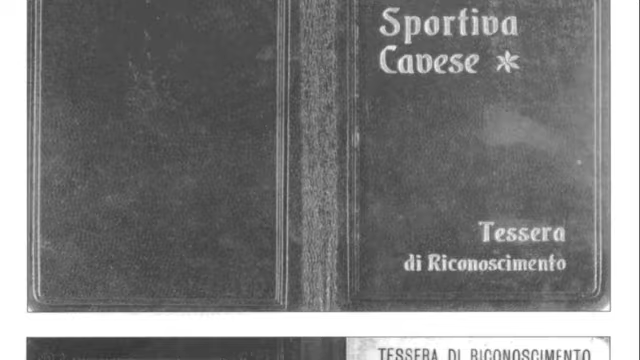 Sportiva
Cavese *
Tessera
di Riconoscimento
TESSERA DI RICONOSCIMENTO